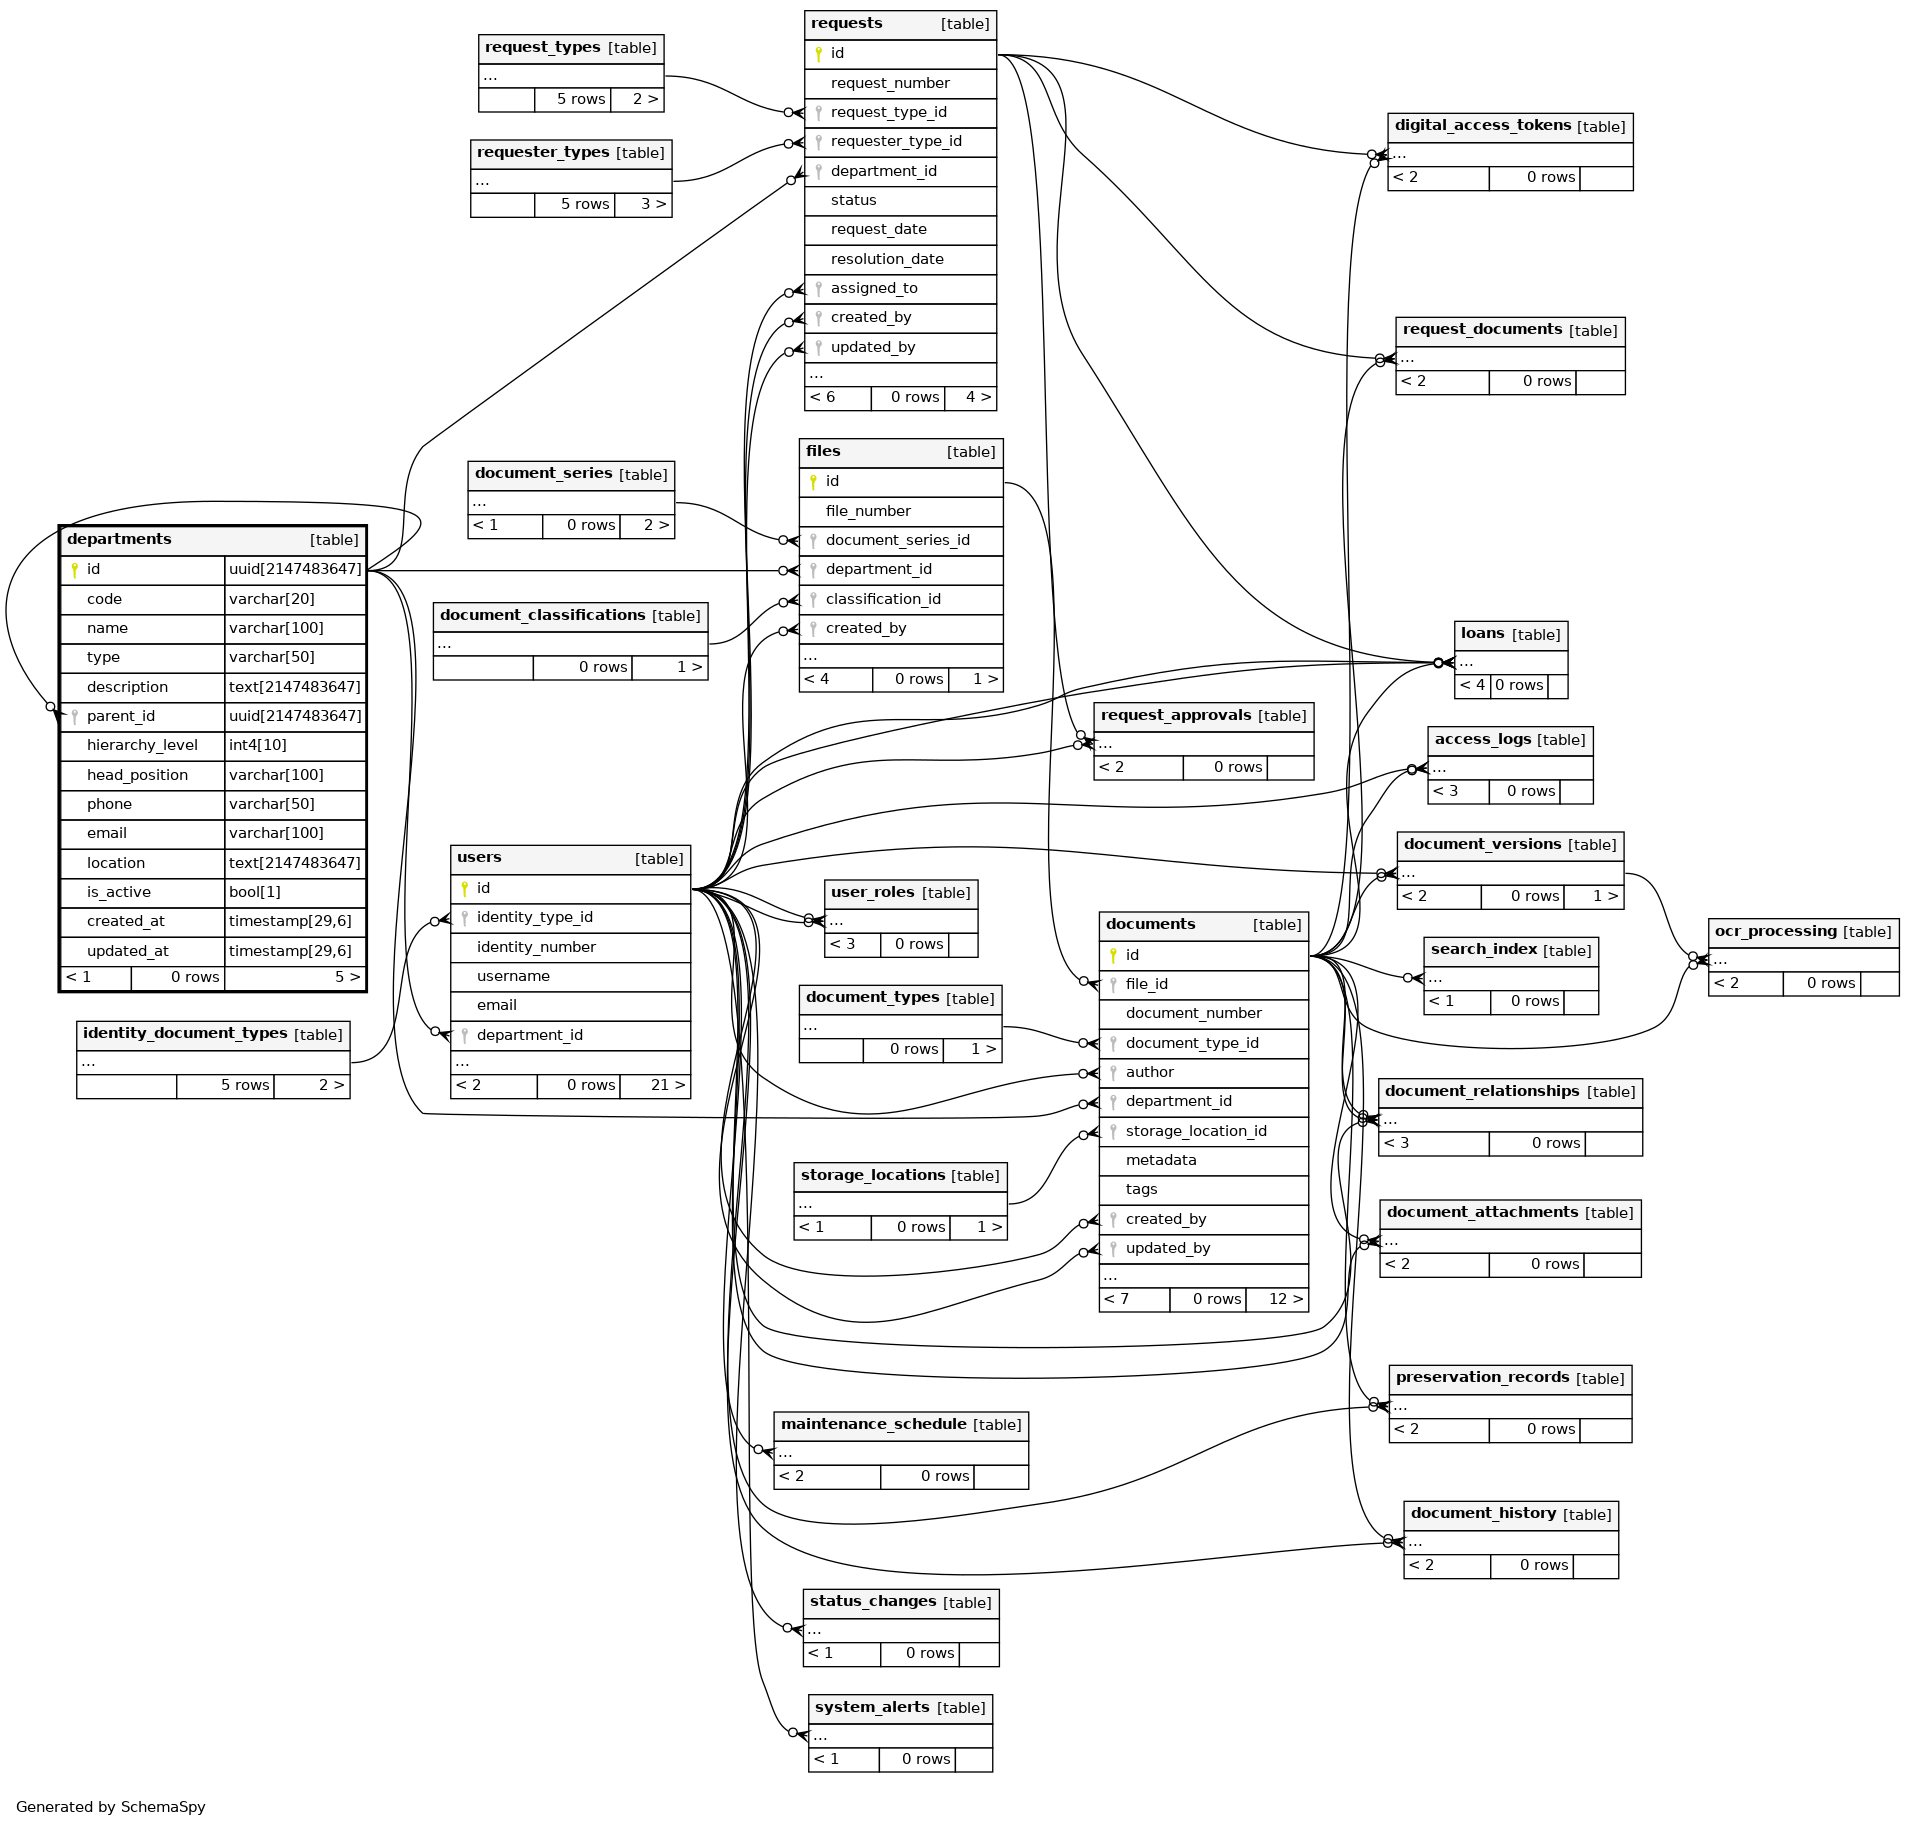 requests [table]
id
request_number
request_type_id
requester_type_id
department_id
status
request_date
resolution_date
assigned_to
created_by
updated_by
...
< 6 0 rows 4 >
request_types [table]
...
5 rows 2 >
requester_types [table]
...
5 rows 3 >
digital_access_tokens [table]
...
< 2 0 rows
request_documents [table]
...
< 2 0 rows
files [table]
id
file_number
document_series_id
department_id
classification_id
created_by
...
< 4 0 rows 1 >
document_series [table]
...
< 1 0 rows 2 >
departments [table]
id uuid[2147483647]
code varchar[20]
name varchar[100]
type varchar[50]
description text[2147483647]
parent_id uuid[2147483647]
hierarchy_level int4[10]
head_position varchar[100]
phone varchar[50]
email varchar[100]
location text[2147483647]
is_active bool[1]
created_at timestamp[29,6]
updated_at timestamp[29,6]
< 1 0 rows 5 >
document_classifications [table]
...
0 rows 1 >
loans [table]
...
< 4 0 rows
request_approvals [table]
...
< 2 0 rows
access_logs [table]
...
< 3 0 rows
document_versions [table]
...
< 2 0 rows 1 >
users [table]
id
identity_type_id
identity_number
username
email
department_id
...
< 2 0 rows 21 >
user_roles [table]
...
< 3 0 rows
documents [table]
id
file_id
document_number
document_type_id
author
department_id
storage_location_id
metadata
tags
created_by
updated_by
...
< 7 0 rows 12 >
ocr_processing [table]
...
< 2 0 rows
search_index [table]
...
< 1 0 rows
document_types [table]
...
0 rows 1 >
identity_document_types [table]
...
5 rows 2 >
document_relationships [table]
...
< 3 0 rows
storage_locations [table]
...
< 1 0 rows 1 >
document_attachments [table]
...
< 2 0 rows
preservation_records [table]
...
< 2 0 rows
maintenance_schedule [table]
...
< 2 0 rows
document_history [table]
...
< 2 0 rows
status_changes [table]
...
< 1 0 rows
system_alerts [table]
...
< 1 0 rows
Generated by SchemaSpy